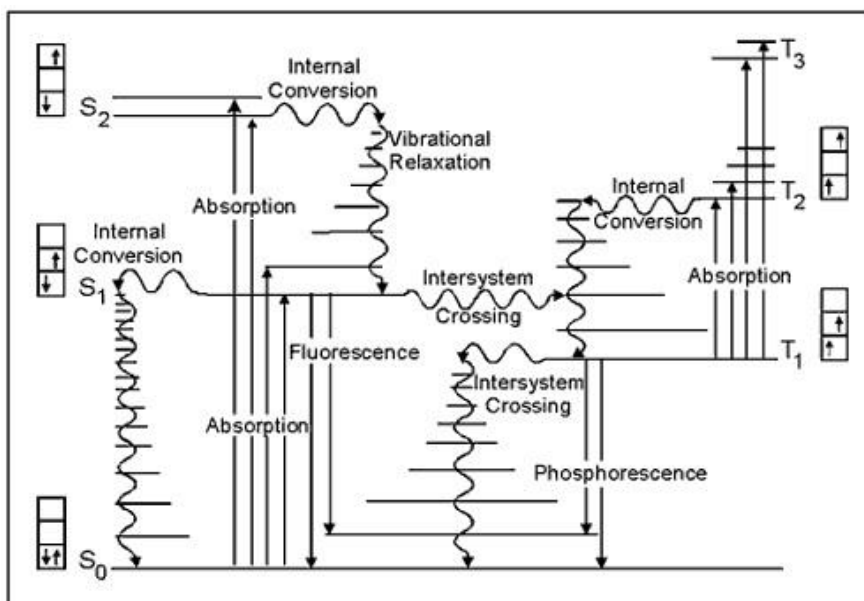 Internal
Conversion
S2
Vibrational
Relaxation
Absorption
Internal
Conversion
S1
Intersystem
Crossing
Fluorescence
Absorption
S0
T3
T2
Internal
Conversion
Absorption
T1
Intersystem
Crossing
Phosphorescence